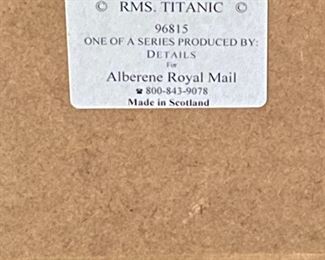 © RMS. TITANIC ©
96815
ONE OF A SERIES PRODUCED BY:
DETAILS
For
Alberene Royal Mail
☎ 800-843-9078
Made in Scotland